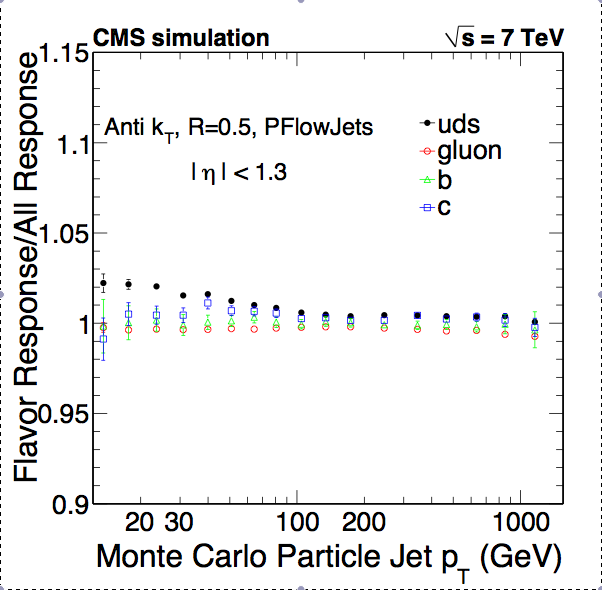 CMS simulation √s = 7 TeV
Anti k_T, R=0.5, PFlowJets
| η | < 1.3
uds
gluon
b
c
Flavor Response/All Response
1.15
1.1
1.05
1
0.95
0.9
20 30 100 200 1000
Monte Carlo Particle Jet p_T (GeV)